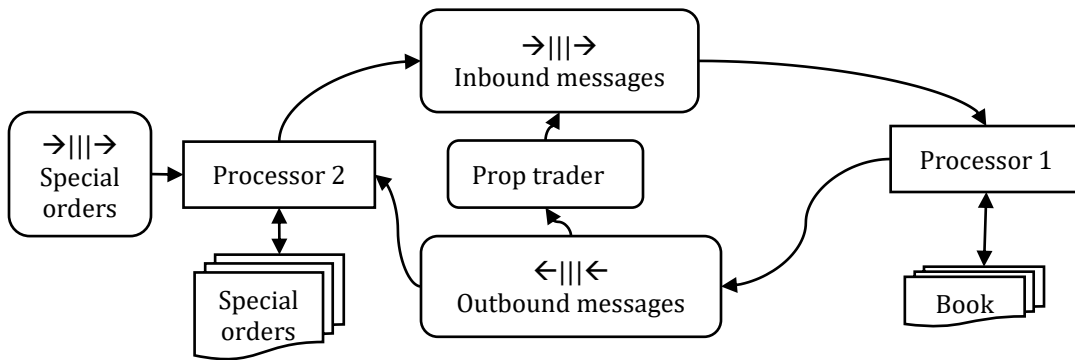 →|||→
Inbound messages
→|||→
Special
orders
Processor 2
Prop trader
Processor 1
←|||←
Outbound messages
Special
orders
Book